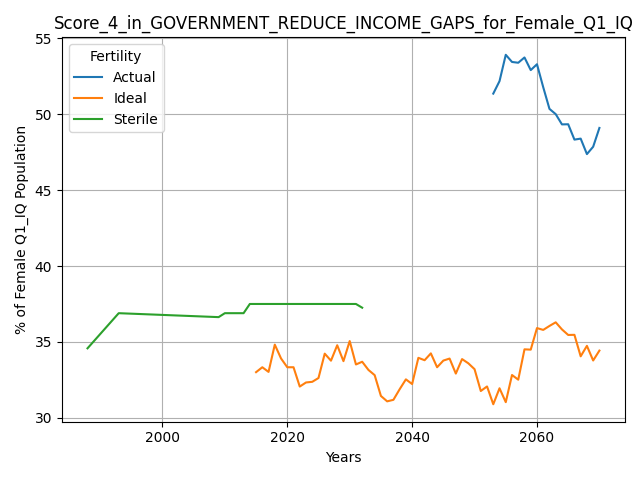 Score_4_in_GOVERNMENT_REDUCE_INCOME_GAPS_for_Female_Q1_IQ
Fertility
Actual
Ideal
Sterile
% of Female Q1_IQ Population
55
50
45
40
35
30
2000
2020
2040
2060
Years